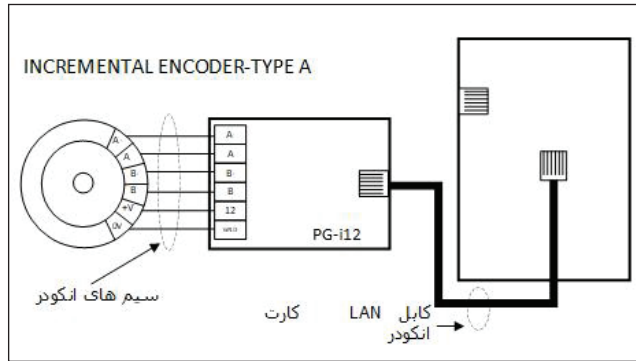 INCREMENTAL ENCODER-TYPE A
A-
A
B-
B
+V
0V
A
A
B-
B
12
PG-i12
سیم های انکودر
کارت LAN کابل
انکودر